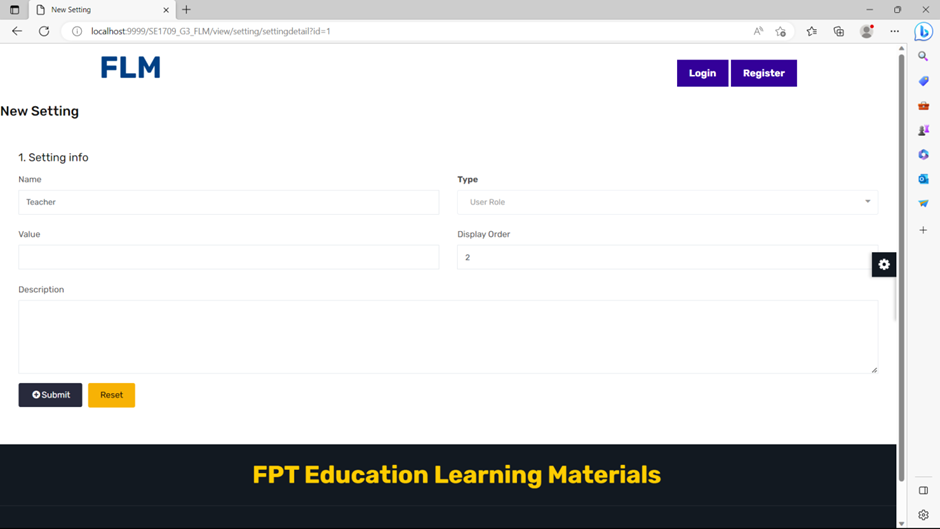 New Setting
localhost:9999/SE1709_G3_FLM/view/setting/settingdetail?id=1
FLM
Login
Register
New Setting
1. Setting info
Name
Type
Teacher
User Role
Value
Display Order
2
Description
Submit
Reset
FPT Education Learning Materials